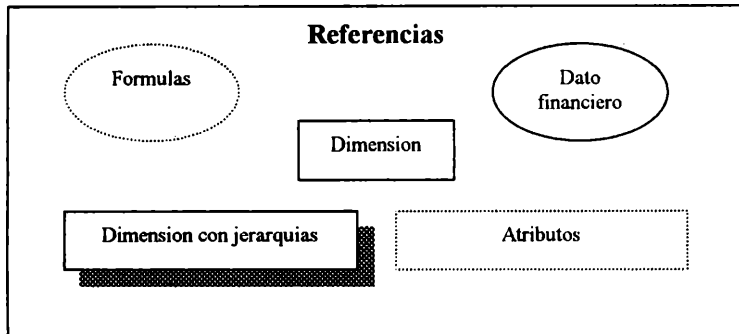 Referencias
Formulas
Dato
financiero
Dimension
Dimension con jerarquias
Atributos